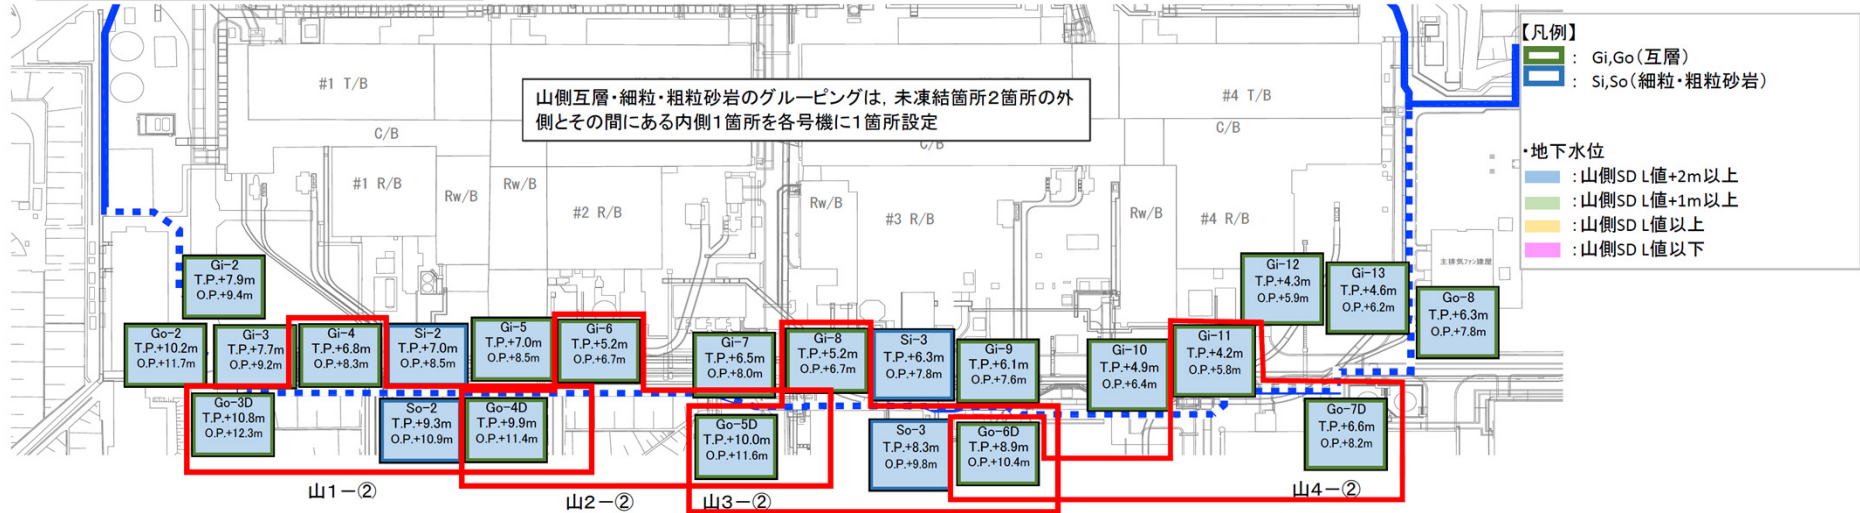 【凡例】
： Gi,Go（互層）
： Si,So（細粒・粗粒砂岩）
・地下水位
：山側SD L値+2m以上
：山側SD L値+1m以上
：山側SD L値以上
：山側SD L値以下
#1 T/B
#4 T/B
山側互層・細粒・粗粒砂岩のグルーピングは，未凍結箇所2箇所の外
側とその間にある内側1箇所を各号機に1箇所設定
C/B
C/B
C/B
#1 R/B
Rw/B
Rw/B
#2 R/B
Rw/B
#3 R/B
Rw/B
#4 R/B
主排気ファン建屋
Gi-2
T.P.+7.9m
O.P.+9.4m
Gi-12
T.P.+4.3m
O.P.+5.9m
Gi-13
T.P.+4.6m
O.P.+6.2m
Go-8
T.P.+6.3m
O.P.+7.8m
Go-2
T.P.+10.2m
O.P.+11.7m
Gi-3
T.P.+7.7m
O.P.+9.2m
Gi-4
T.P.+6.8m
O.P.+8.3m
Si-2
T.P.+7.0m
O.P.+8.5m
Gi-5
T.P.+7.0m
O.P.+8.5m
Gi-6
T.P.+5.2m
O.P.+6.7m
Gi-7
T.P.+6.5m
O.P.+8.0m
Gi-8
T.P.+5.2m
O.P.+6.7m
Si-3
T.P.+6.3m
O.P.+7.8m
Gi-9
T.P.+6.1m
O.P.+7.6m
Gi-10
T.P.+4.9m
O.P.+6.4m
Gi-11
T.P.+4.2m
O.P.+5.8m
Go-3D
T.P.+10.8m
O.P.+12.3m
So-2
T.P.+9.3m
O.P.+10.9m
Go-4D
T.P.+9.9m
O.P.+11.4m
Go-5D
T.P.+10.0m
O.P.+11.6m
So-3
T.P.+8.3m
O.P.+9.8m
Go-6D
T.P.+8.9m
O.P.+10.4m
Go-7D
T.P.+6.6m
O.P.+8.2m
山1－②
山2－②
山3－②
山4－②